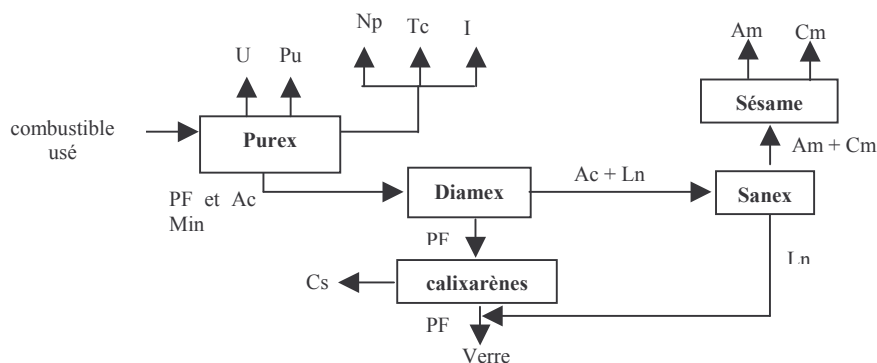 Np Tc I
U Pu
Am Cm
combustible
usé
Purex
Sésame
Am + Cm
PF et Ac
Min
Diamex
Ac + Ln
Sanex
PF
Ln
Cs
calixarènes
PF
Verre